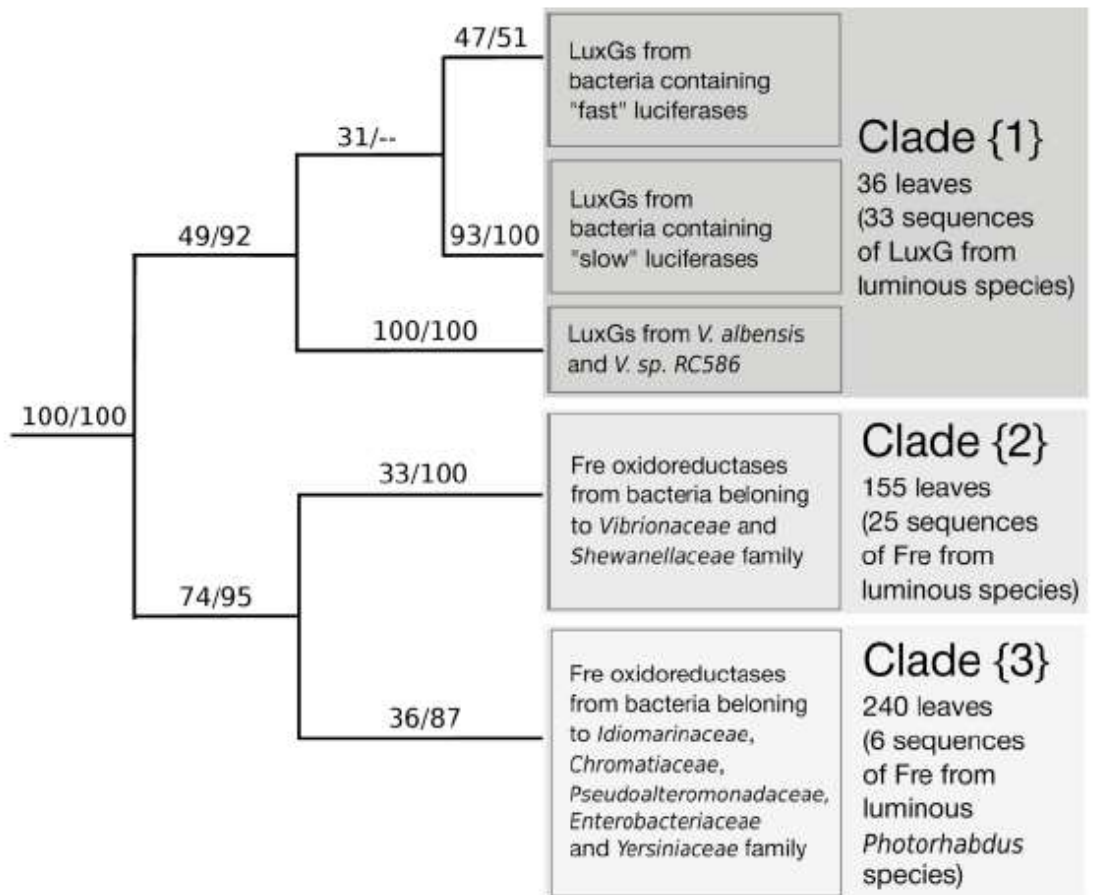 47/51
LuxGs from
bacteria containing
"fast" luciferases
31/--
93/100
LuxGs from
bacteria containing
"slow" luciferases
49/92
100/100
LuxGs from V. albensis
and V. sp. RC586
Clade {1}
36 leaves
(33 sequences
of LuxG from
luminous species)
100/100
33/100
Fre oxidoreductases
from bacteria beloning
to Vibrionaceae and
Shewanellaceae family
Clade {2}
155 leaves
(25 sequences
of Fre from
luminous species)
74/95
36/87
Fre oxidoreductases
from bacteria beloning
to Idiomarinaceae,
Chromatiaceae,
Pseudoalteromonadaceae,
Enterobacteriaceae
and Yersiniaceae family
Clade {3}
240 leaves
(6 sequences
of Fre from
luminous
Photorhabdus
species)